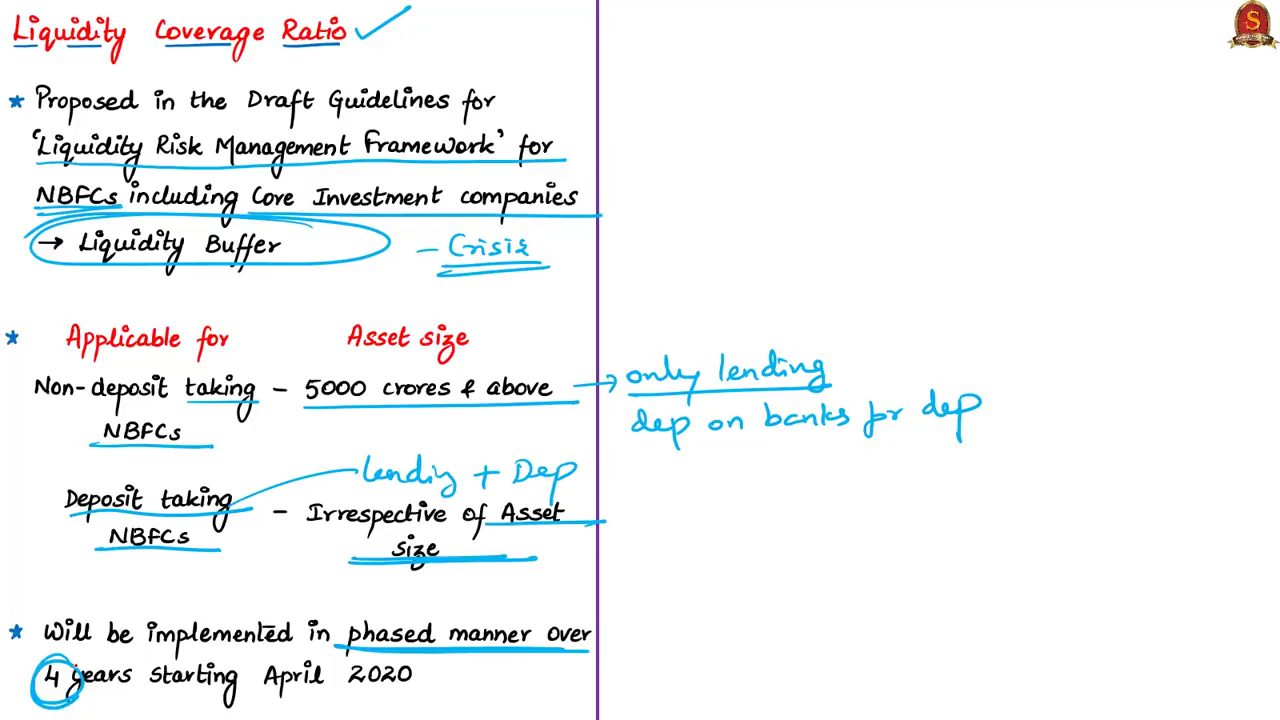 Liquidity Coverage Ratio
* Proposed in the Draft Guidelines for
'Liquidity Risk Management Framework' for
NBFCs including Core Investment companies
→ Liquidity Buffer – Crisis
* Applicable for Asset size
Non-deposit taking – 5000 crores & above → only lending
NBFCs dep on banks for dep
lending + Dep
Deposit taking – Irrespective of Asset
NBFCs size
* Will be implemented in phased manner over
4 years starting April 2020
S